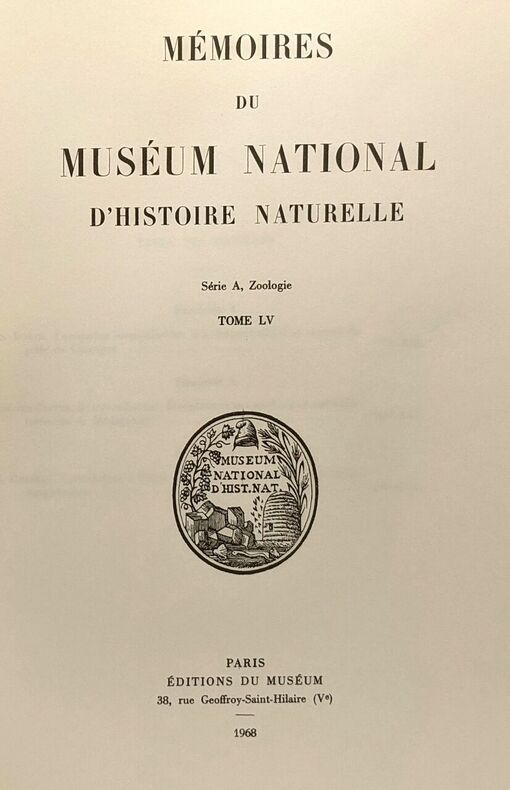 MÉMOIRES
DU
MUSÉUM NATIONAL
D'HISTOIRE NATURELLE
Série A, Zoologie
TOME LV
MUSEUM
NATIONAL
D'HIST.NAT.
PARIS
ÉDITIONS DU MUSÉUM
38, rue Geoffroy-Saint-Hilaire (Vᵉ)
1968